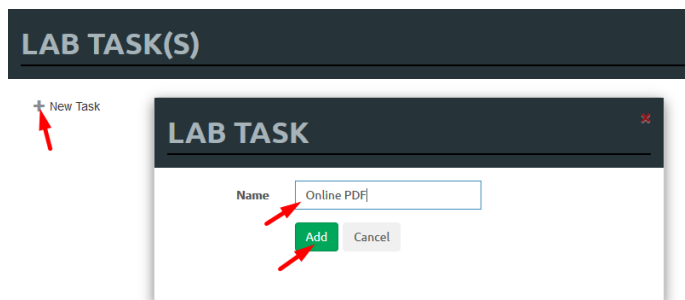 LAB TASK(S)
New Task
LAB TASK
Name Online PDF
Add Cancel